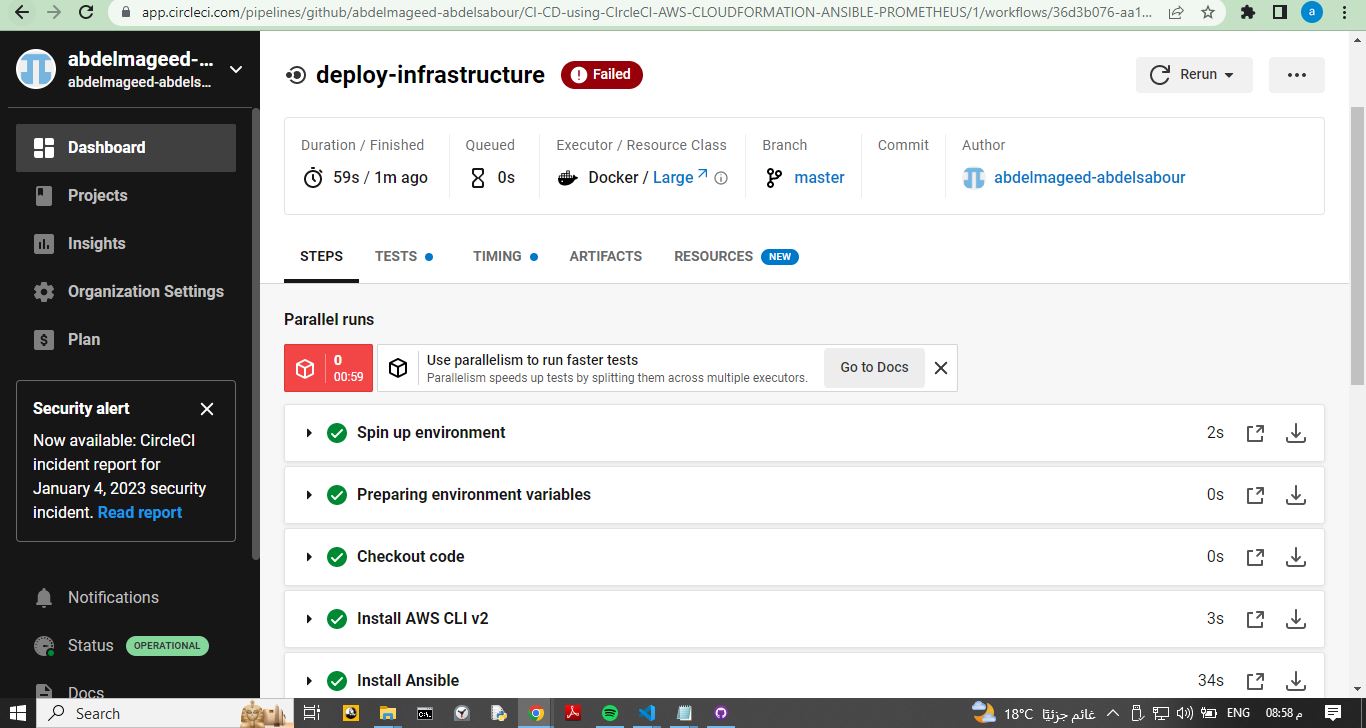 app.circleci.com/pipelines/github/abdelmageed-abdelsabour/CI-CD-using-CIrcleCI-AWS-CLOUDFORMATION-ANSIBLE-PROMETHEUS/1/workflows/36d3b076-aa1...
a
abdelmageed-...
abdelmageed-abdels...
Dashboard
Projects
Insights
Organization Settings
Plan
Security alert
Now available: CircleCI
incident report for
January 4, 2023 security
incident. Read report
Notifications
Status OPERATIONAL
Docs
deploy-infrastructure
Failed
Rerun
Duration / Finished
59s / 1m ago
Queued
0s
Executor / Resource Class
Docker / Large
Branch
master
Commit
Author
abdelmageed-abdelsabour
STEPS TESTS TIMING ARTIFACTS RESOURCES NEW
Parallel runs
0
00:59
Use parallelism to run faster tests
Parallelism speeds up tests by splitting them across multiple executors.
Go to Docs
Spin up environment 2s
Preparing environment variables 0s
Checkout code 0s
Install AWS CLI v2 3s
Install Ansible 34s
Search
18°C غائم جزئيًا
ENG
08:58 م